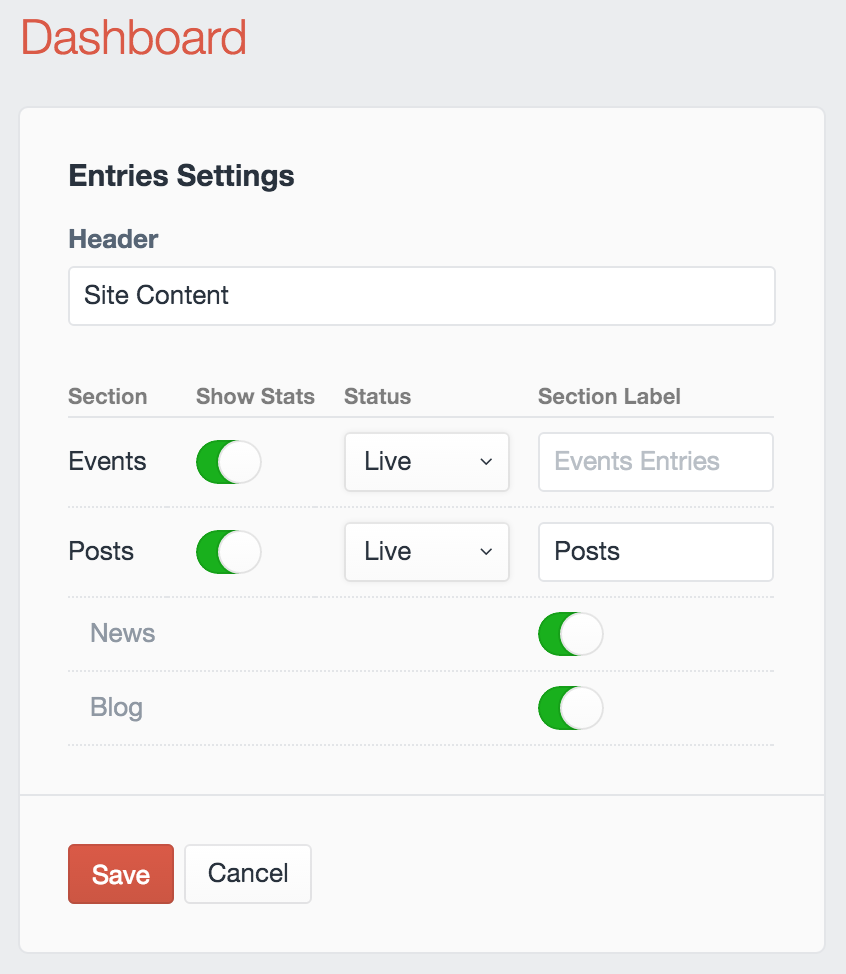 Dashboard
Entries Settings
Header
Site Content
Section Show Stats Status Section Label
Events Live Events Entries
Posts Live Posts
News
Blog
Save Cancel